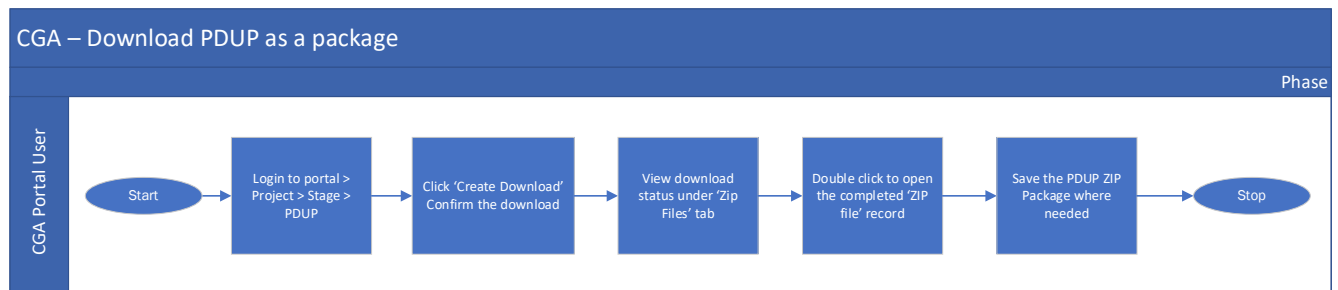 CGA – Download PDUP as a package
Phase
CGA Portal User
Start
Login to portal >
Project > Stage >
PDUP
Click ‘Create Download’
Confirm the download
View download
status under ‘Zip
Files’ tab
Double click to open
the completed ‘ZIP
file’ record
Save the PDUP ZIP
Package where
needed
Stop